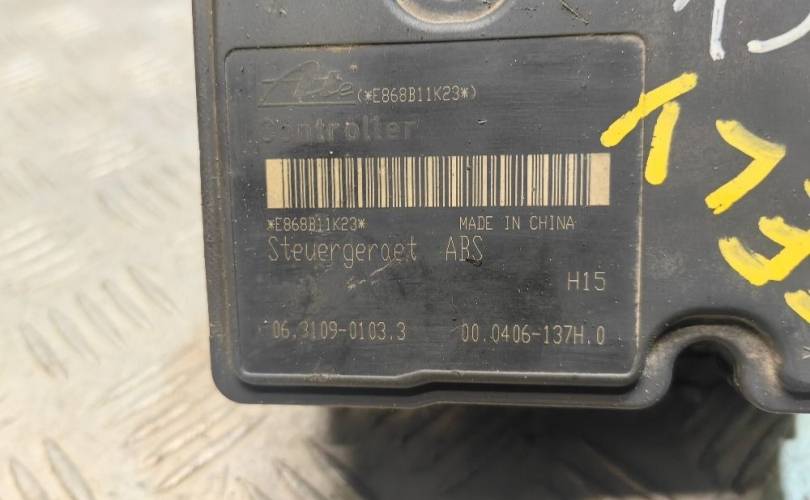 Ate (*E868B11K23*)
Controller
*E868B11K23* MADE IN CHINA
Steuergeraet ABS
H15
06.3109-0103.3 00.0406-137H.0